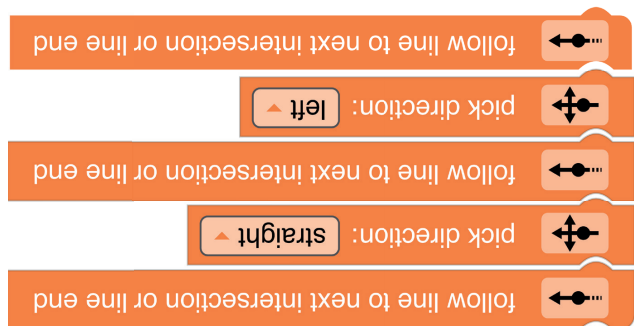 follow line to next intersection or line end
pick direction: straight
follow line to next intersection or line end
pick direction: left
follow line to next intersection or line end